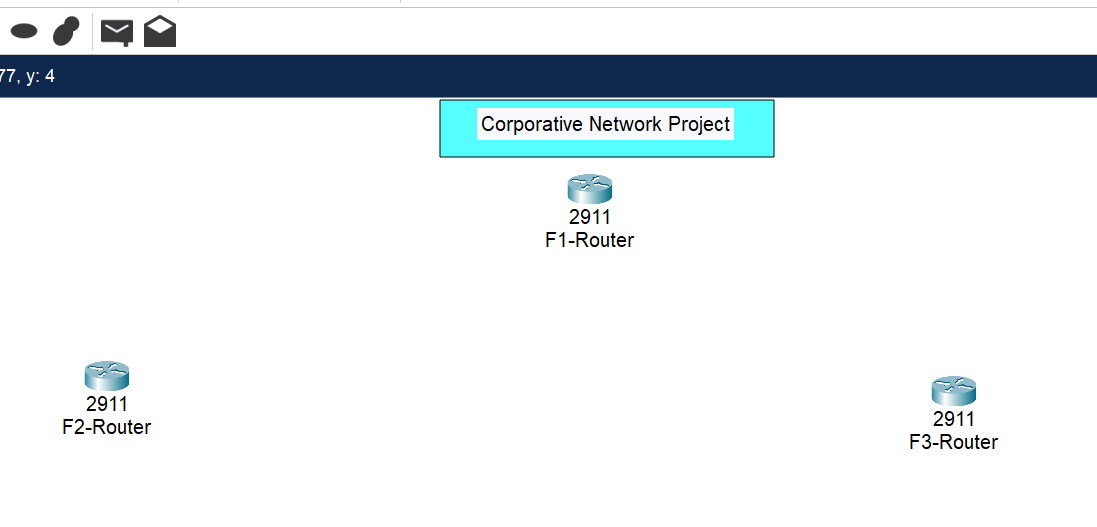 77, y: 4
Corporative Network Project
2911
F1-Router
2911
F2-Router
2911
F3-Router